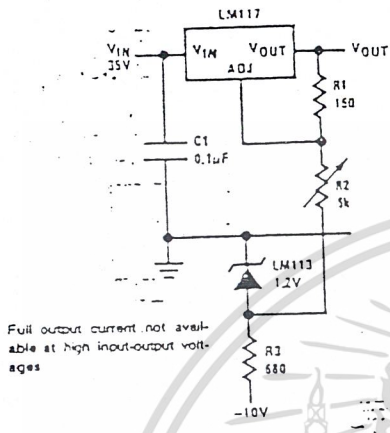 LM117
VIN
35V
VIN
VOUT
VOUT
ADJ
R1
150
C1
0.1µF
R2
5k
LM113
1.2V
Full output current not avail-
able at high input-output volt-
ages
R3
680
-10V